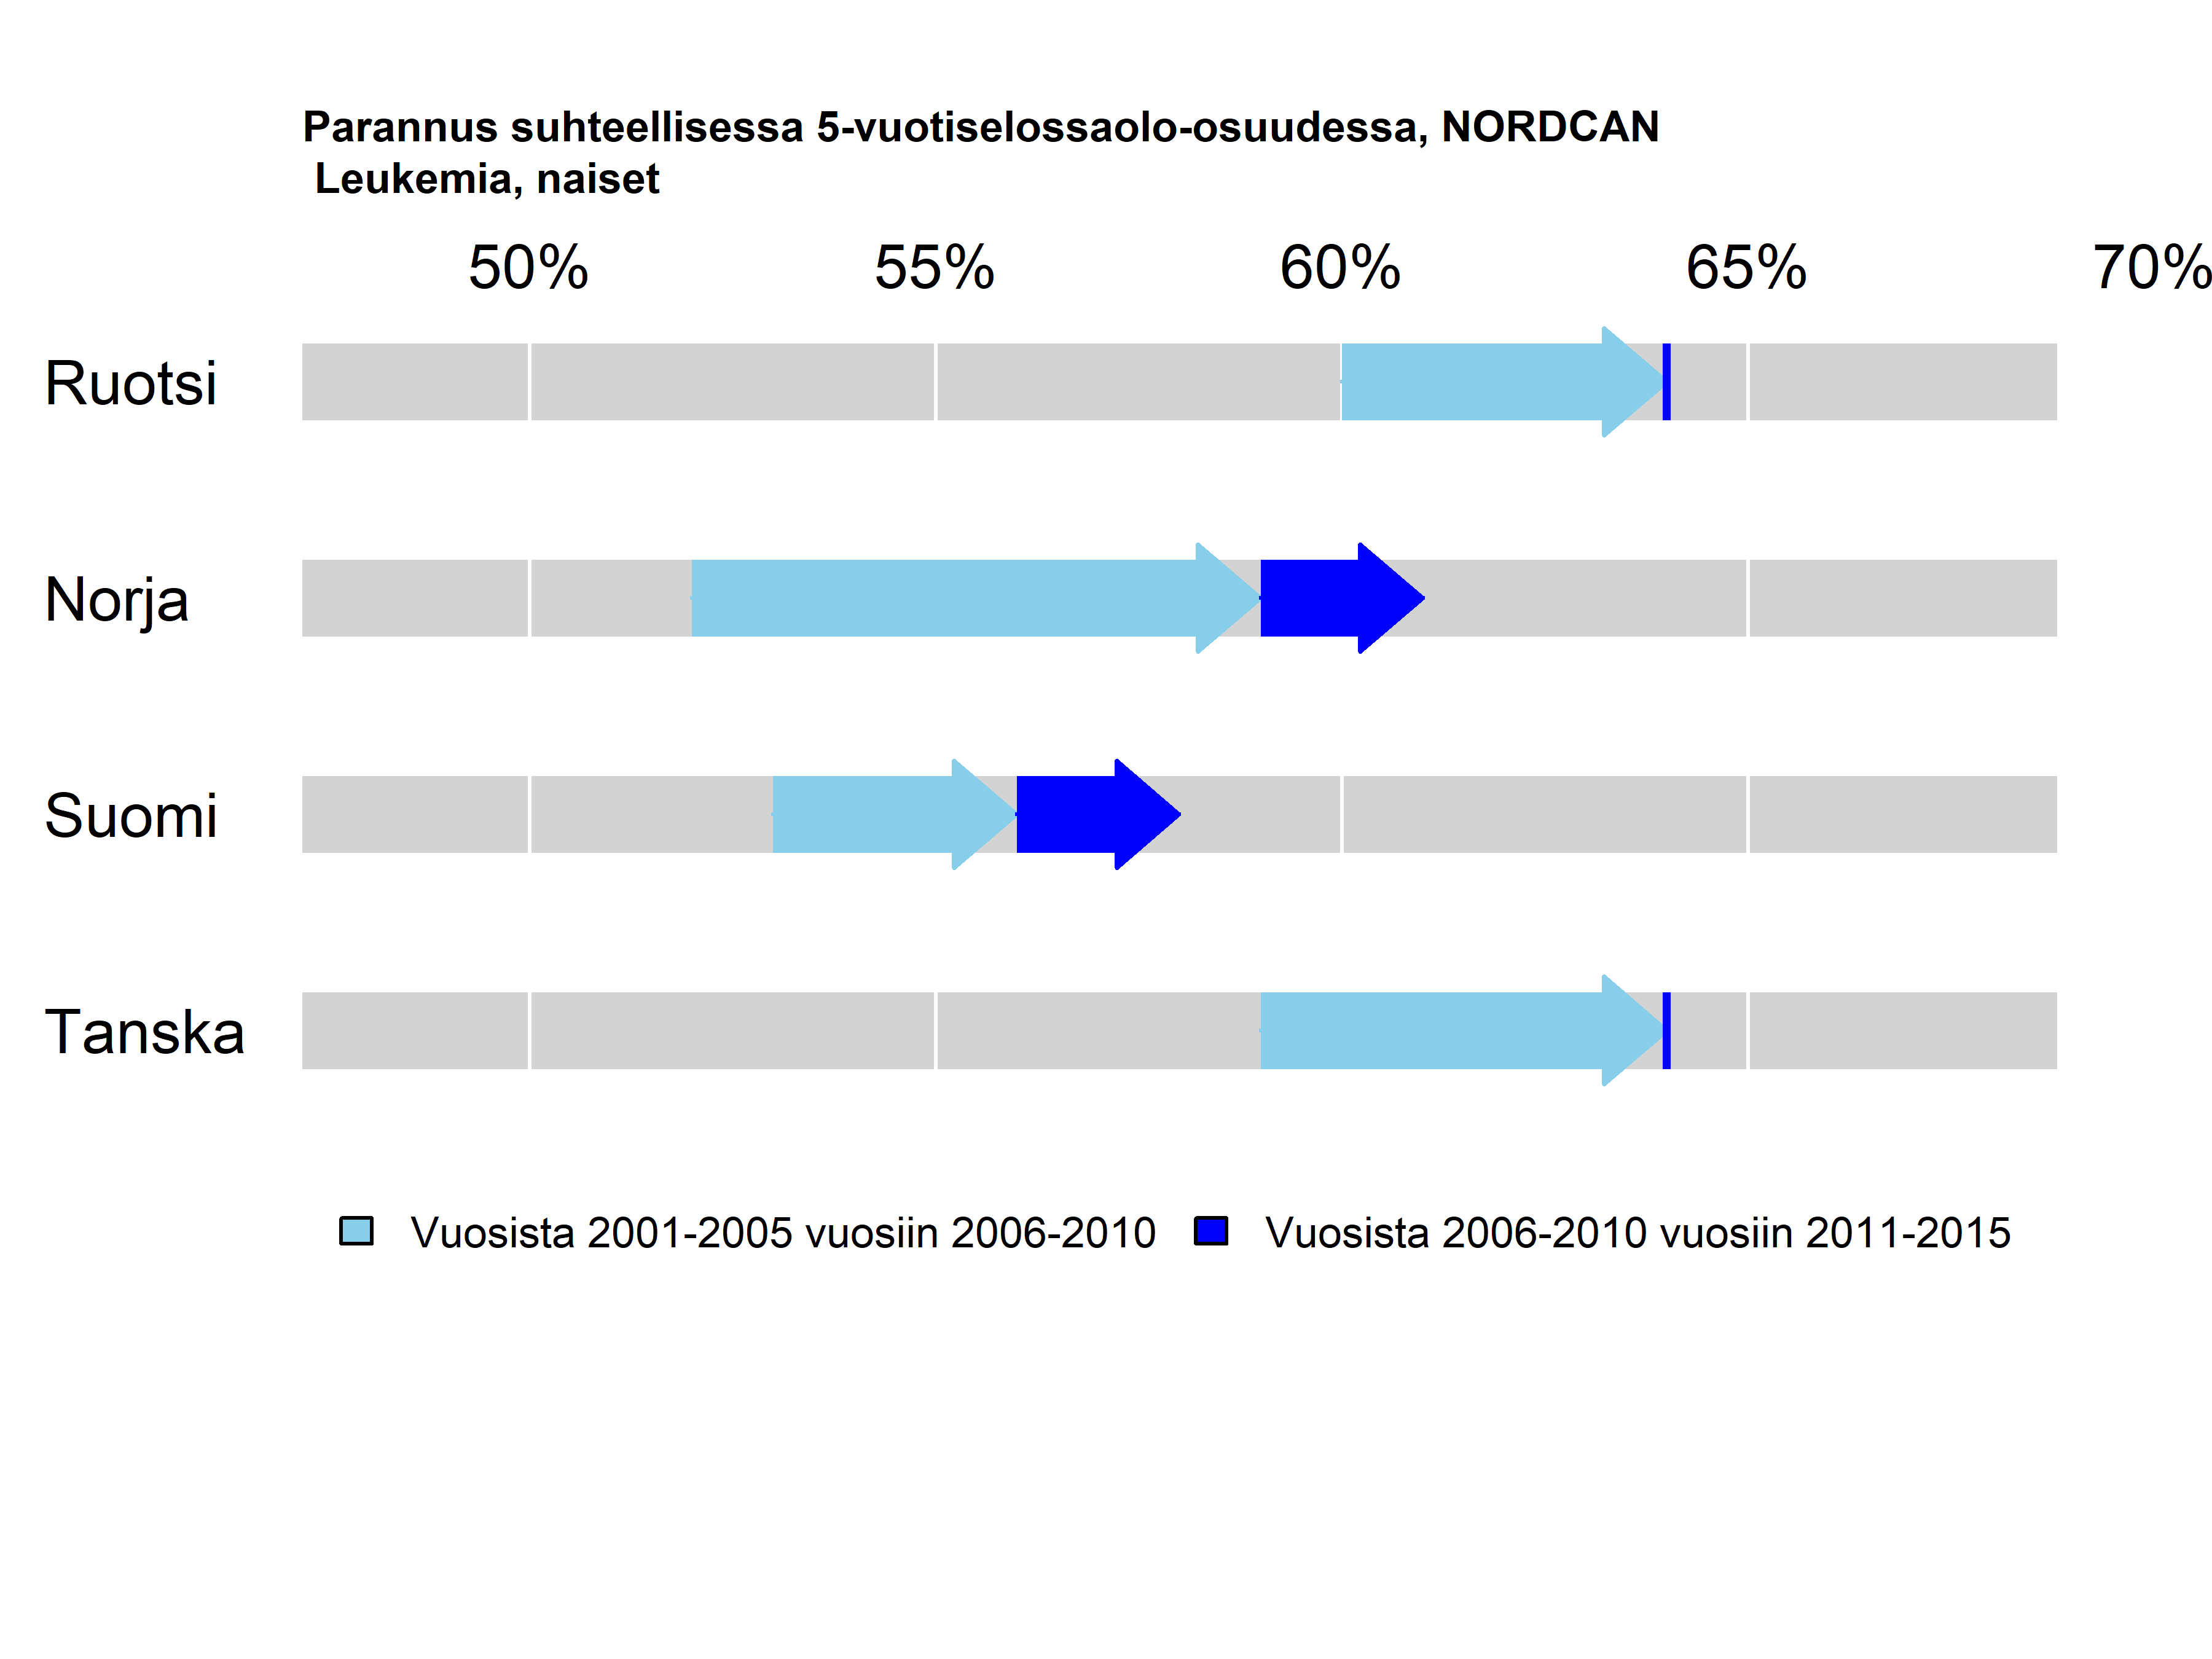 Parannus suhteellisessa 5-vuotiselossaolo-osuudessa, NORDCAN
Leukemia, naiset
50% 55% 60% 65% 70%
Ruotsi
Norja
Suomi
Tanska
Vuosista 2001-2005 vuosiin 2006-2010 Vuosista 2006-2010 vuosiin 2011-2015